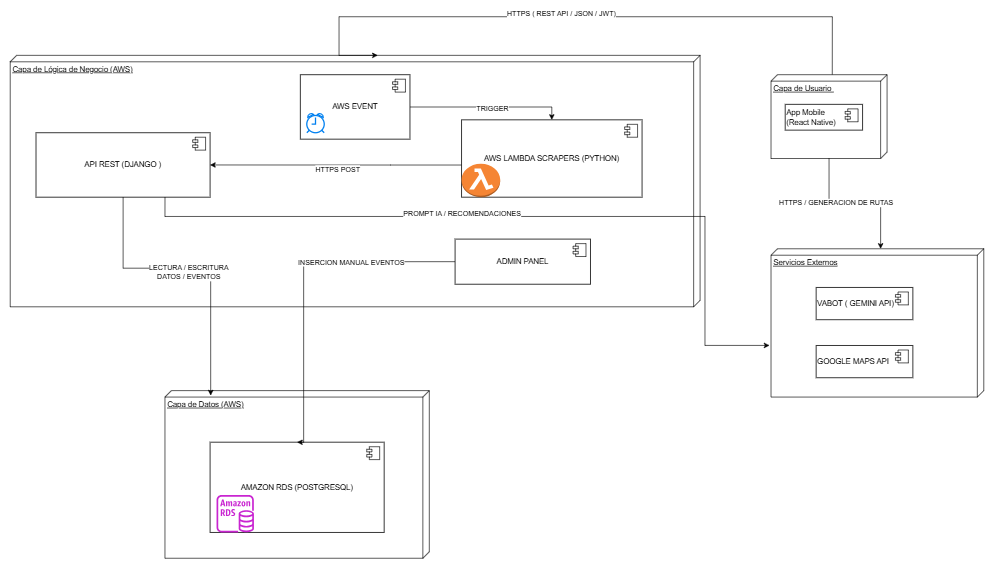 HTTPS ( REST API / JSON / JWT)
Capa de Lógica de Negocio (AWS)
AWS EVENT
TRIGGER
AWS LAMBDA SCRAPERS (PYTHON)
API REST (DJANGO )
HTTPS POST
PROMPT IA / RECOMENDACIONES
LECTURA / ESCRITURA
DATOS / EVENTOS
INSERCION MANUAL EVENTOS
ADMIN PANEL
Capa de Usuario
App Mobile
(React Native)
HTTPS / GENERACION DE RUTAS
Servicios Externos
VABOT ( GEMINI API)
GOOGLE MAPS API
Capa de Datos (AWS)
AMAZON RDS (POSTGRESQL)
Amazon
RDS